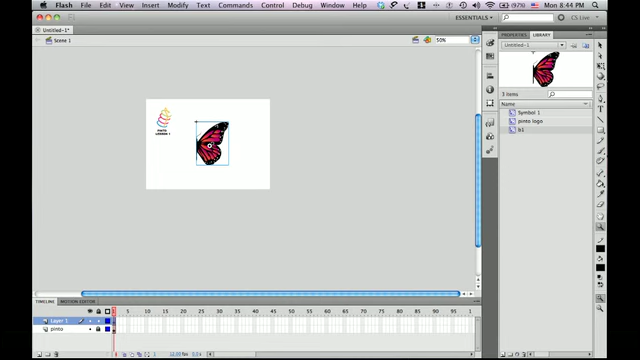 Flash File Edit View Insert Modify Text Commands Control Debug Window Help (97%) Mon 8:44 PM
ESSENTIALS CS Live
Untitled-1*
Scene 1 50%
PROPERTIES LIBRARY
Untitled-1
3 items
Name
Symbol 1
pinto logo
b1
TIMELINE MOTION EDITOR
1 5 10 15 20 25 30 35 40 45 50 55 60 65 70 75 80 85 90 95 1
Layer 1
pinto